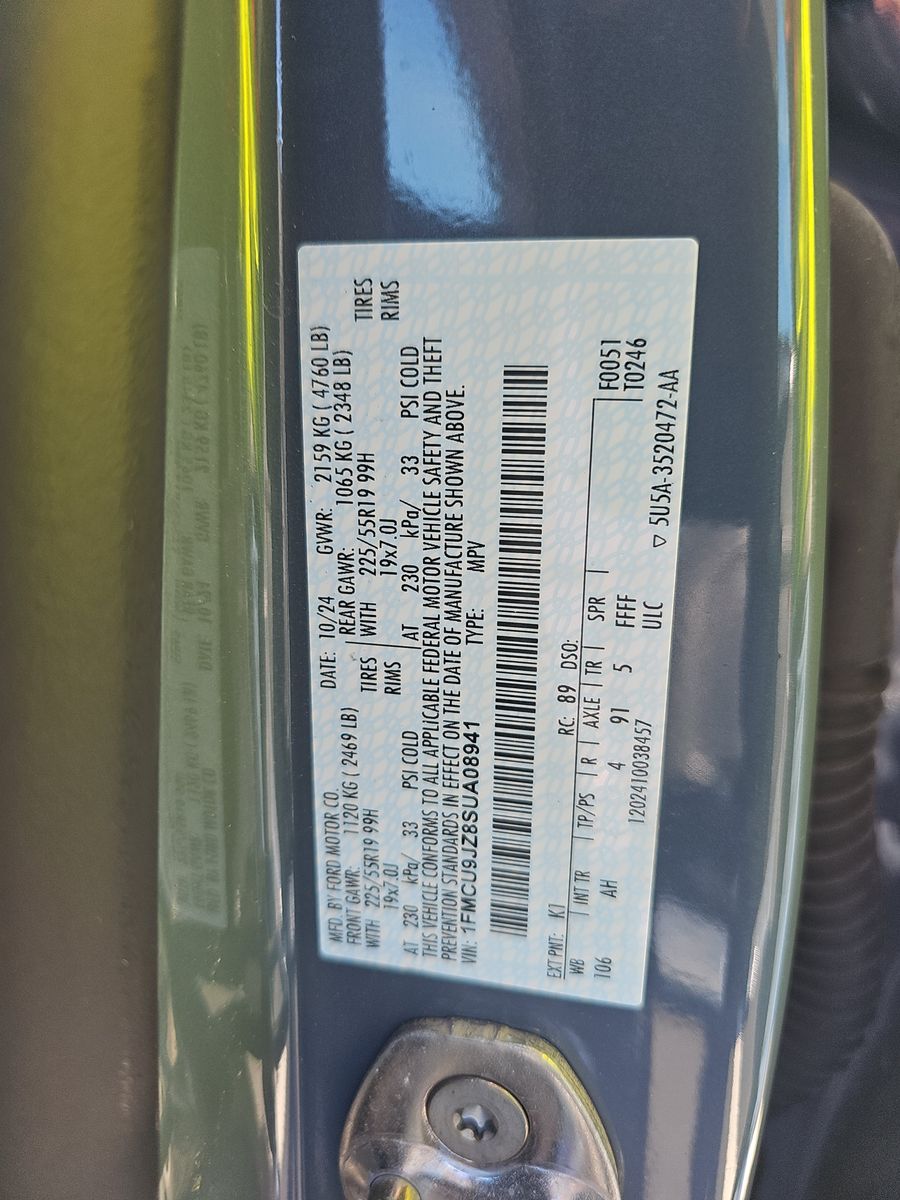 MFD. BY FORD MOTOR CO.
DATE: 10/24 GVWR: 2159 KG ( 4760 LB)
FRONT GAWR: 1120 KG ( 2469 LB) REAR GAWR: 1065 KG ( 2348 LB)
WITH 225/55R19 99H TIRES WITH 225/55R19 99H TIRES
19x7.0J RIMS 19x7.0J RIMS
AT 230 kPa/ 33 PSI COLD AT 230 kPa/ 33 PSI COLD
THIS VEHICLE CONFORMS TO ALL APPLICABLE FEDERAL MOTOR VEHICLE SAFETY AND THEFT
PREVENTION STANDARDS IN EFFECT ON THE DATE OF MANUFACTURE SHOWN ABOVE.
VIN: 1FMCU9JZ8SUA08941 TYPE: MPV
EXT PNT: K1 RC: 89 DSO:
WB INT TR TP/PS R AXLE TR SPR F0051
106 AH 4 91 5 FFFF T0246
1202410038457 ULC
▽ 5U5A-3520472-AA